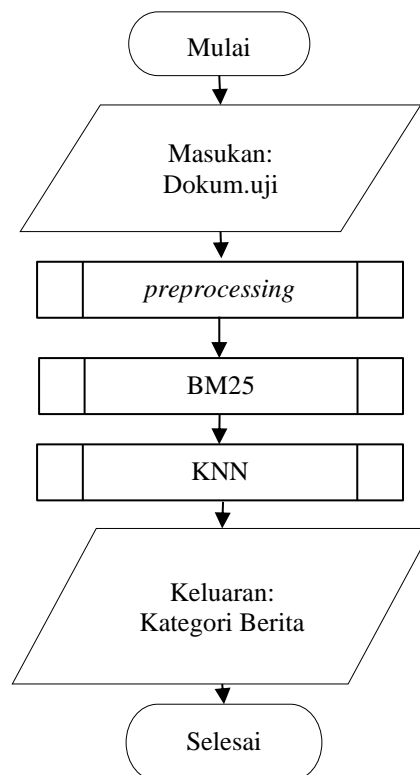 Mulai
Masukan:
Dokum.uji
preprocessing
BM25
KNN
Keluaran:
Kategori Berita
Selesai